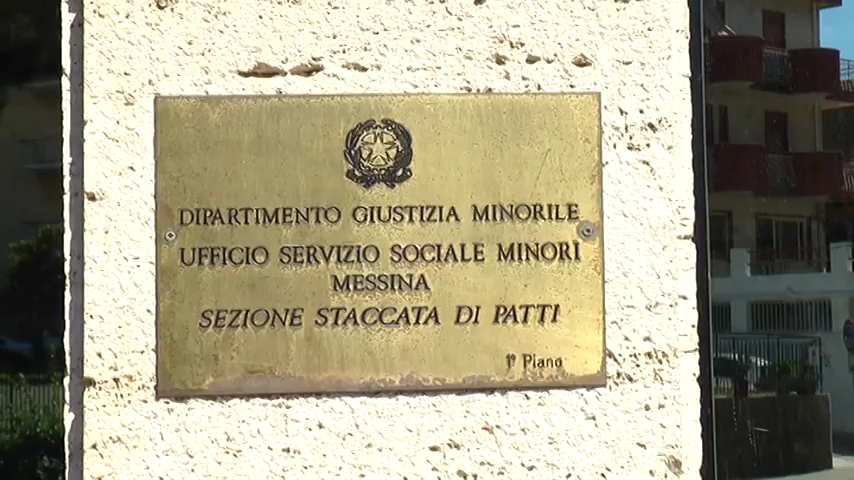 DIPARTIMENTO GIUSTIZIA MINORILE
UFFICIO SERVIZIO SOCIALE MINORI
MESSINA
SEZIONE STACCATA DI PATTI
1° Piano